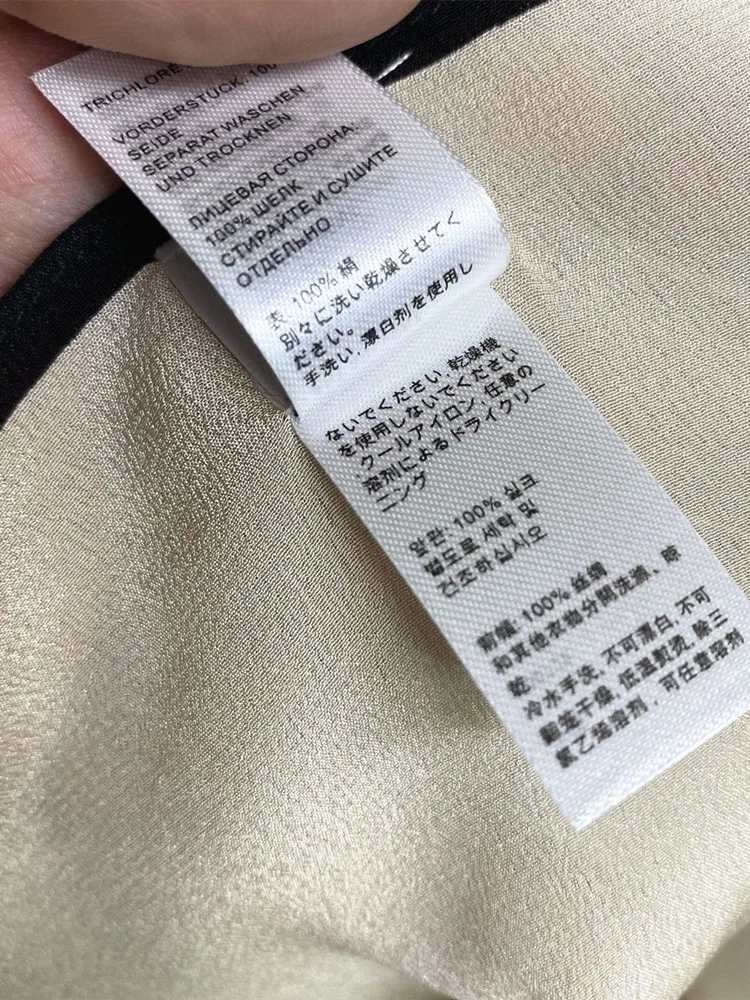 TRICHLORÉ
VORDERSTÜCK: 100
SEIDE
SEPARAT WASCHEN
UND TROCKNEN
ЛИЦЕВАЯ СТОРОНА:
100% ШЕЛК
СТИРАЙТЕ И СУШИТЕ
ОТДЕЛЬНО
表: 100% 絹
別々に洗い乾燥させてく
ださい。
手洗い, 漂白剤を使用し
ないでください, 乾燥機
を使用しないでください
クールアイロン, 任意の
溶剤によるドライクリー
ニング
앞판: 100% 실크
별도로 세탁 및
건조하십시오
前幅: 100% 絲綢
和其他衣物分開洗滌、晾
乾
冷水手洗, 不可漂白, 不可
翻笼干燥, 低温熨烫, 除三
氯乙烯溶剂, 可任意溶剂